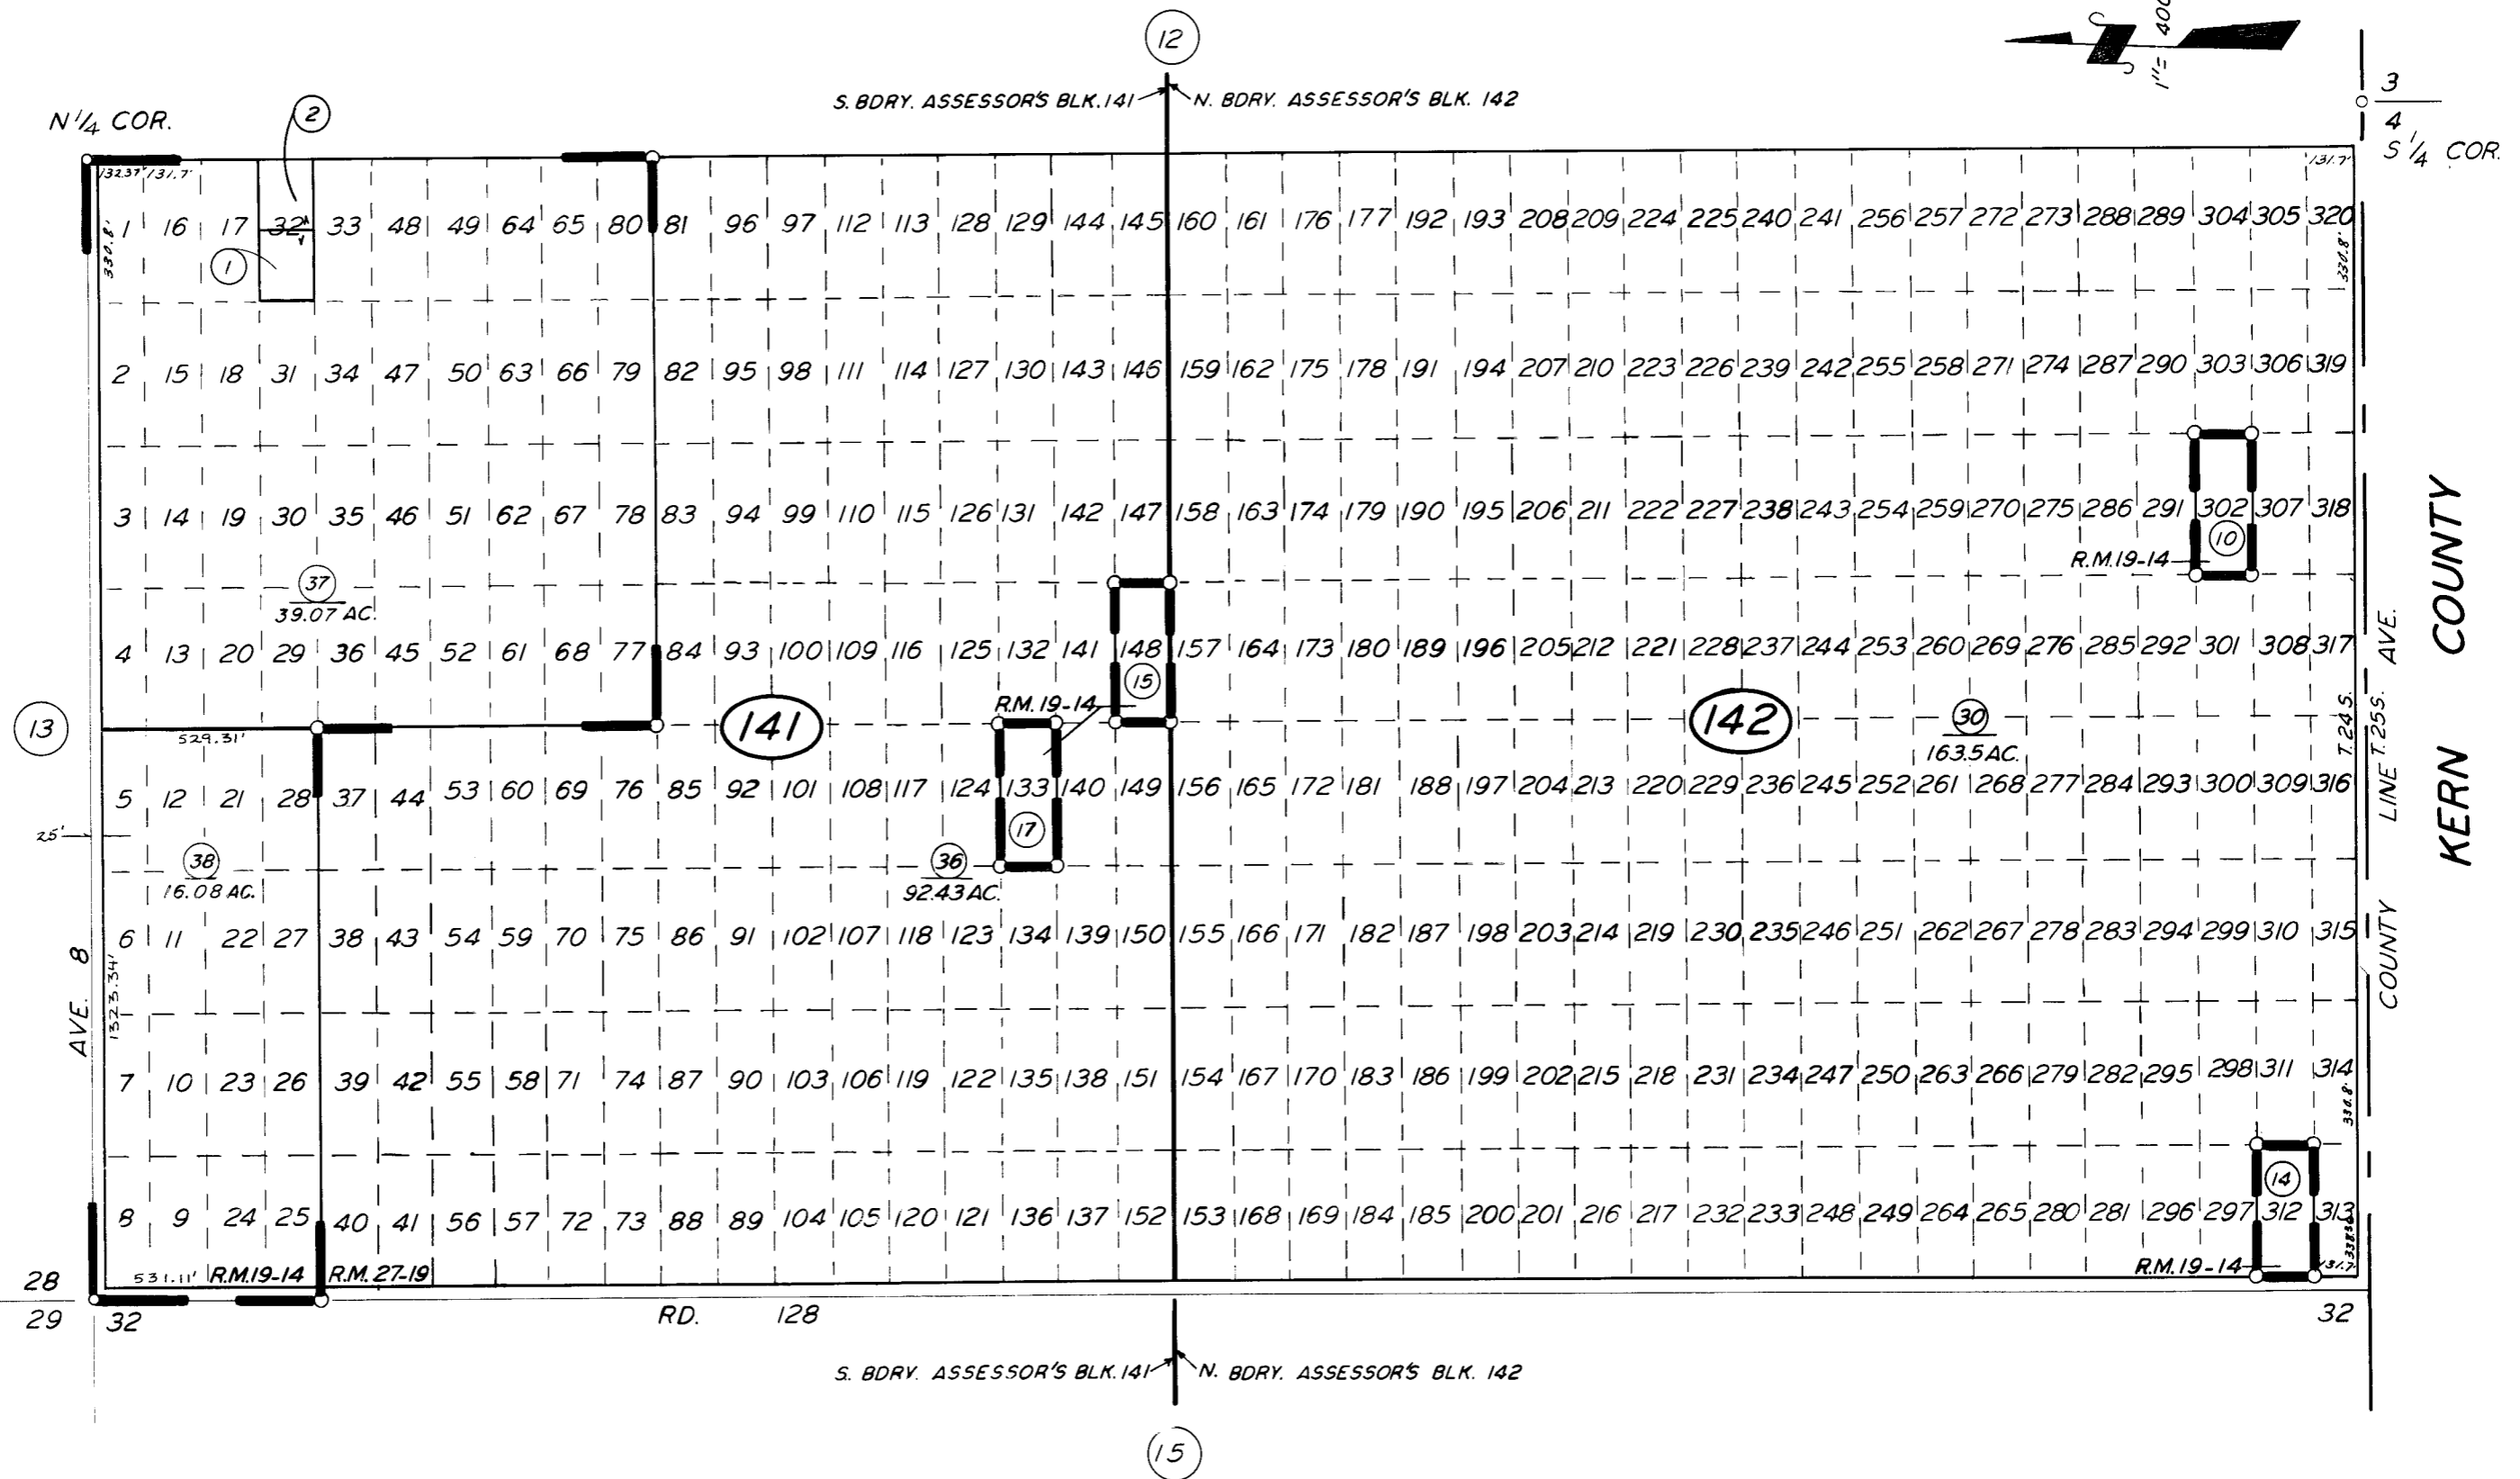 12
1"= 400
S. BDRY. ASSESSOR'S BLK. 141 N. BDRY. ASSESSOR'S BLK. 142
3
N 1/4 COR.
2
4
S 1/4 COR.
132.37' 131.7' 131.7'
1 16 17 32 33 48 49 64 65 80 81 96 97 112 113 128 129 144 145 160 161 176 177 192 193 208 209 224 225 240 241 256 257 272 273 288 289 304 305 320
330.8' 330.8'
1
2 15 18 31 34 47 50 63 66 79 82 95 98 111 114 127 130 143 146 159 162 175 178 191 194 207 210 223 226 239 242 255 258 271 274 287 290 303 306 319
3 14 19 30 35 46 51 62 67 78 83 94 99 110 115 126 131 142 147 158 163 174 179 190 195 206 211 222 227 238 243 254 259 270 275 286 291 302 307 318
R.M. 19-14 10
37
39.07 AC.
4 13 20 29 36 45 52 61 68 77 84 93 100 109 116 125 132 141 148 157 164 173 180 189 196 205 212 221 228 237 244 253 260 269 276 285 292 301 308 317
15
R.M. 19-14
13 141 142 30
529.31'
163.5 AC.
5 12 21 28 37 44 53 60 69 76 85 92 101 108 117 124 133 140 149 156 165 172 181 188 197 204 213 220 229 236 245 252 261 268 277 284 293 300 309 316
25' 17
38 36
16.08 AC. 92.43 AC.
6 11 22 27 38 43 54 59 70 75 86 91 102 107 118 123 134 139 150 155 166 171 182 187 198 203 214 219 230 235 246 251 262 267 278 283 294 299 310 315
AVE. 8
1323.34'
7 10 23 26 39 42 55 58 71 74 87 90 103 106 119 122 135 138 151 154 167 170 183 186 199 202 215 218 231 234 247 250 263 266 279 282 295 298 311 314
330.8'
14
8 9 24 25 40 41 56 57 72 73 88 89 104 105 120 121 136 137 152 153 168 169 184 185 200 201 216 217 232 233 248 249 264 265 280 281 296 297 312 313
531.11' R.M. 19-14 R.M. 27-19 R.M. 19-14 131.7'
28
29 32 RD. 128 32
T. 24 S.
T. 25 S.
COUNTY LINE AVE.
KERN COUNTY
S. BDRY. ASSESSOR'S BLK. 141 N. BDRY. ASSESSOR'S BLK. 142
15